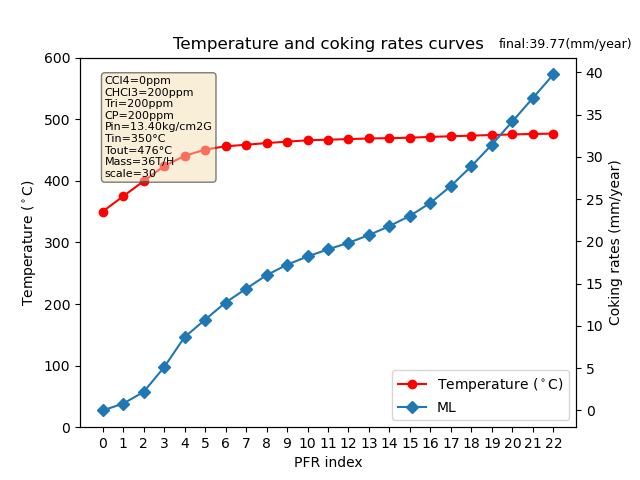 Temperature and coking rates curves
final:39.77(mm/year)
CCl4=0ppm
CHCl3=200ppm
Tri=200ppm
CP=200ppm
Pin=13.40kg/cm2G
Tin=350°C
Tout=476°C
Mass=36T/H
scale=30
Temperature (°C)
600
500
400
300
200
100
0
Coking rates (mm/year)
40
35
30
25
20
15
10
5
0
Temperature (°C)
ML
0 1 2 3 4 5 6 7 8 9 10 11 12 13 14 15 16 17 18 19 20 21 22
PFR index